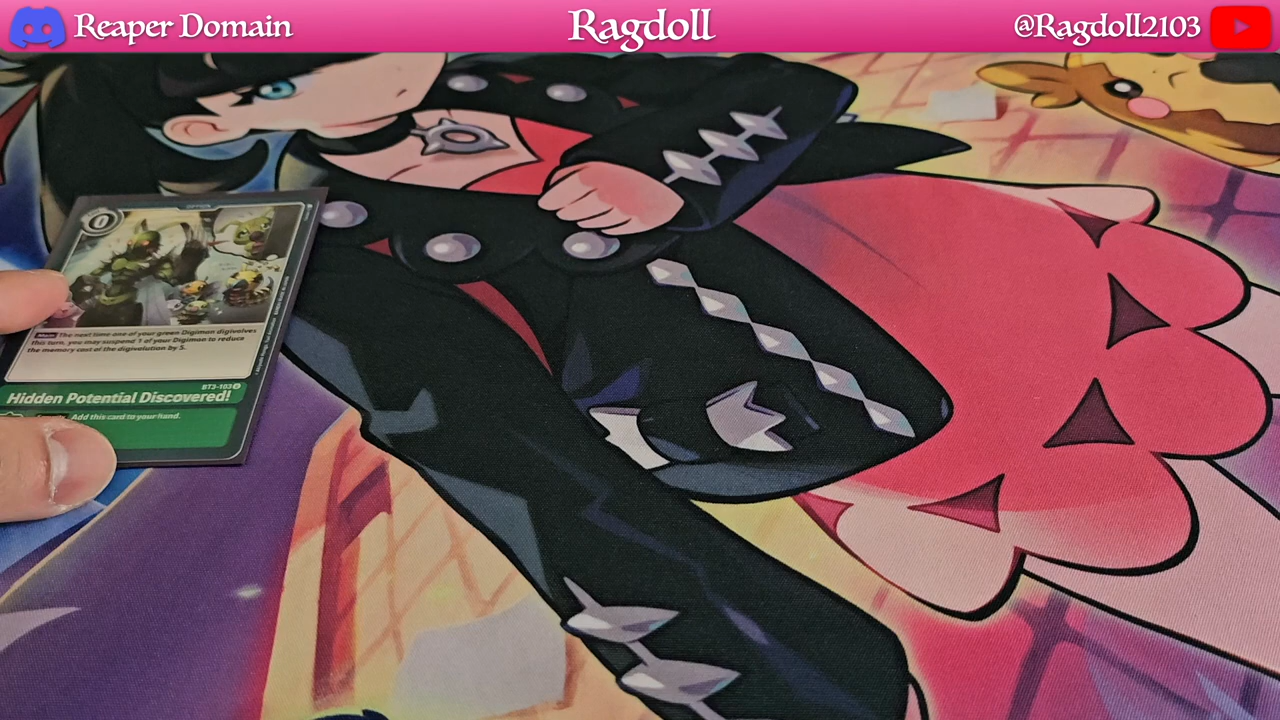 Reaper Domain
Ragdoll
@Ragdoll2103
0
OPTION
Main The next time one of your green Digimon digivolves
this turn, you may suspend 1 of your Digimon to reduce
the memory cost of the digivolution by 5.
BT3-103
Hidden Potential Discovered!
Add this card to your hand.